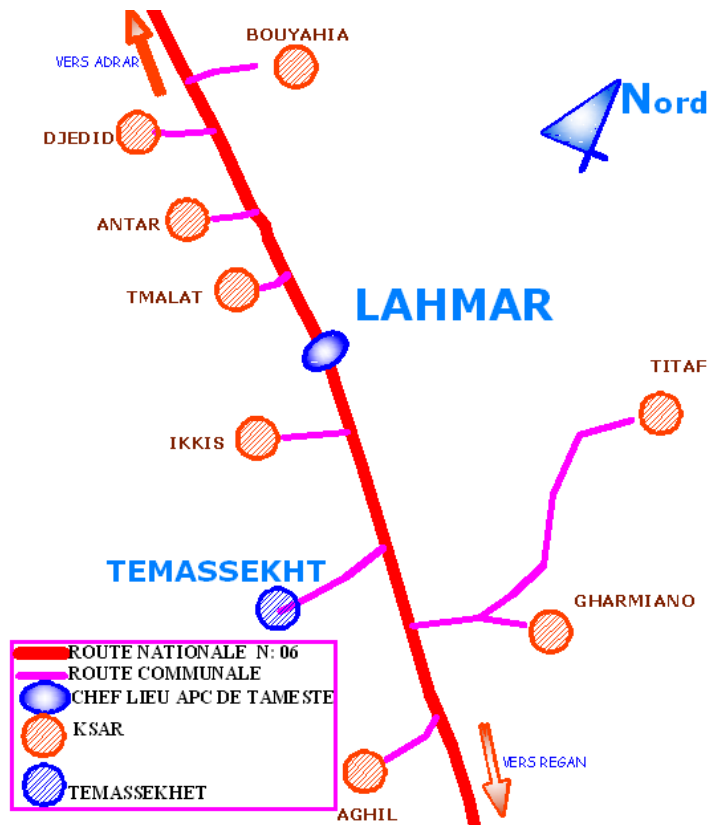 BOUYAHIA
VERS ADRAR
Nord
DJEDID
ANTAR
TMALAT
LAHMAR
TITAF
IKKIS
TEMASSEKHT
GHARMIANO
ROUTE NATIONALE N: 06
ROUTE COMMUNALE
CHEF LIEU APC DE TAMESTE
KSAR
TEMASSEKHET
VERS REGAN
AGHIL